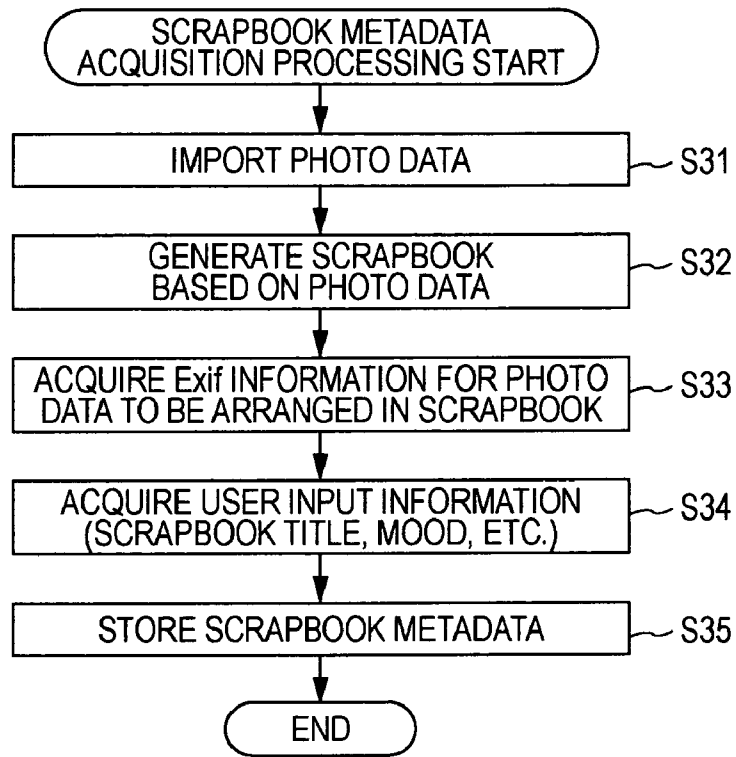 SCRAPBOOK METADATA
ACQUISITION PROCESSING START
IMPORT PHOTO DATA
S31
GENERATE SCRAPBOOK
BASED ON PHOTO DATA
S32
ACQUIRE Exif INFORMATION FOR PHOTO
DATA TO BE ARRANGED IN SCRAPBOOK
S33
ACQUIRE USER INPUT INFORMATION
(SCRAPBOOK TITLE, MOOD, ETC.)
S34
STORE SCRAPBOOK METADATA
S35
END